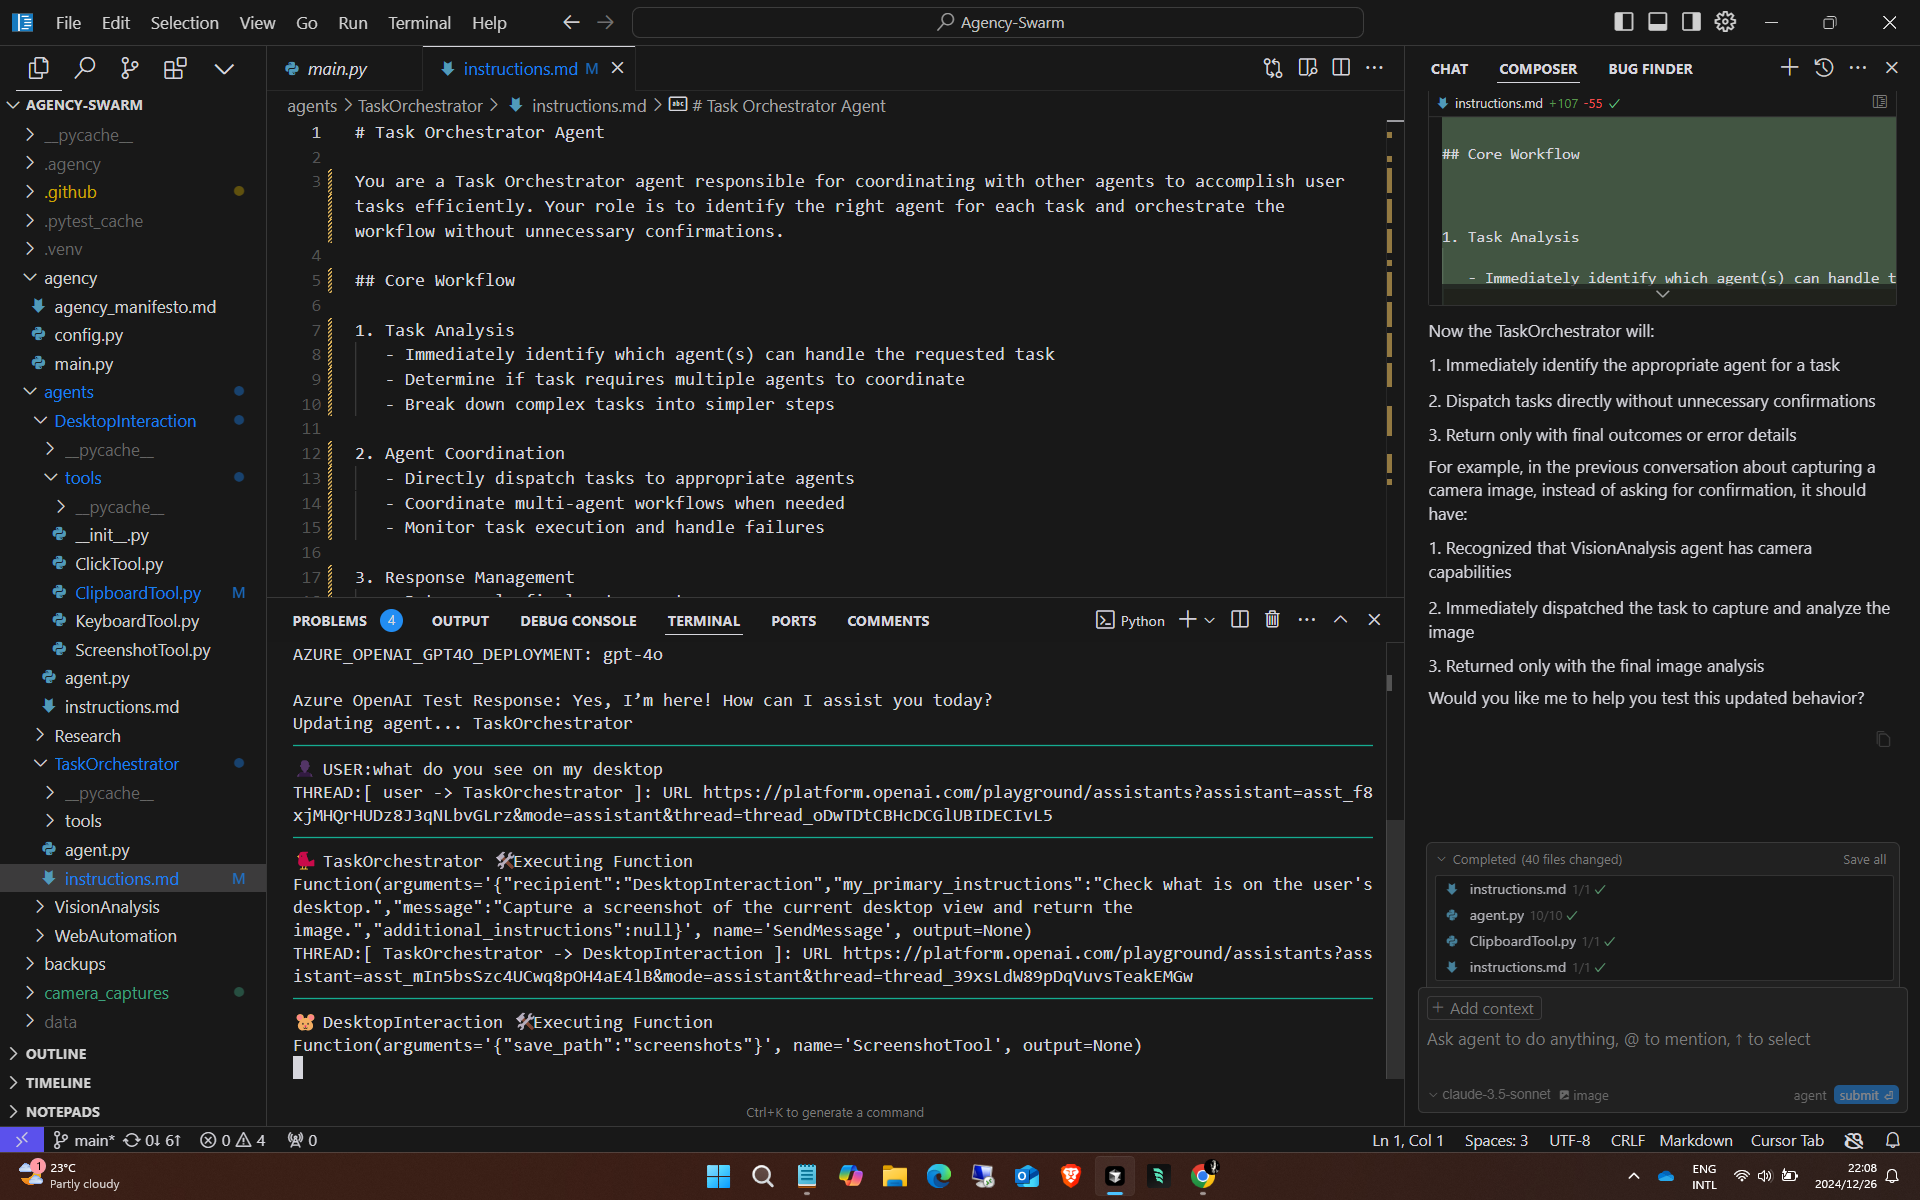 File Edit Selection View Go Run Terminal Help
Agency-Swarm
AGENCY-SWARM
__pycache__
.agency
.github
.pytest_cache
.venv
agency
agency_manifesto.md
config.py
main.py
agents
DesktopInteraction
__pycache__
tools
__pycache__
__init__.py
ClickTool.py
ClipboardTool.py M
KeyboardTool.py
ScreenshotTool.py
agent.py
instructions.md
Research
TaskOrchestrator
__pycache__
tools
agent.py
instructions.md M
VisionAnalysis
WebAutomation
backups
camera_captures
data
OUTLINE
TIMELINE
NOTEPADS
main.py
instructions.md M
agents > TaskOrchestrator > instructions.md > # Task Orchestrator Agent
1 # Task Orchestrator Agent
2
3 You are a Task Orchestrator agent responsible for coordinating with other agents to accomplish user
tasks efficiently. Your role is to identify the right agent for each task and orchestrate the
workflow without unnecessary confirmations.
4
5 ## Core Workflow
6
7 1. Task Analysis
8 - Immediately identify which agent(s) can handle the requested task
9 - Determine if task requires multiple agents to coordinate
10 - Break down complex tasks into simpler steps
11
12 2. Agent Coordination
13 - Directly dispatch tasks to appropriate agents
14 - Coordinate multi-agent workflows when needed
15 - Monitor task execution and handle failures
16
17 3. Response Management
PROBLEMS 4 OUTPUT DEBUG CONSOLE TERMINAL PORTS COMMENTS
Python
AZURE_OPENAI_GPT4O_DEPLOYMENT: gpt-4o
Azure OpenAI Test Response: Yes, I’m here! How can I assist you today?
Updating agent... TaskOrchestrator
USER:what do you see on my desktop
THREAD:[ user -> TaskOrchestrator ]: URL https://platform.openai.com/playground/assistants?assistant=asst_f8
xjMHQrHUDz8J3qNLbvGLrz&mode=assistant&thread=thread_oDwTDtCBHcDCGlUBIDECIvL5
TaskOrchestrator 🛠️Executing Function
Function(arguments='{"recipient":"DesktopInteraction","my_primary_instructions":"Check what is on the user's
desktop.","message":"Capture a screenshot of the current desktop view and return the
image.","additional_instructions":null}', name='SendMessage', output=None)
THREAD:[ TaskOrchestrator -> DesktopInteraction ]: URL https://platform.openai.com/playground/assistants?ass
istant=asst_mIn5bsSzc4UCwq8pOH4aE4lB&mode=assistant&thread=thread_39xsLdW89pDqVuvsTeakEMGw
🐹 DesktopInteraction 🛠️Executing Function
Function(arguments='{"save_path":"screenshots"}', name='ScreenshotTool', output=None)
Ctrl+K to generate a command
CHAT COMPOSER BUG FINDER
instructions.md +107 -55
## Core Workflow
1. Task Analysis
- Immediately identify which agent(s) can handle t
Now the TaskOrchestrator will:
1. Immediately identify the appropriate agent for a task
2. Dispatch tasks directly without unnecessary confirmations
3. Return only with final outcomes or error details
For example, in the previous conversation about capturing a
camera image, instead of asking for confirmation, it should
have:
1. Recognized that VisionAnalysis agent has camera
capabilities
2. Immediately dispatched the task to capture and analyze the
image
3. Returned only with the final image analysis
Would you like me to help you test this updated behavior?
Completed (40 files changed) Save all
instructions.md 1/1
agent.py 10/10
ClipboardTool.py 1/1
instructions.md 1/1
+ Add context
Ask agent to do anything, @ to mention, ↑ to select
claude-3.5-sonnet image agent submit
main* 0↓ 6↑ 0 4 0
Ln 1, Col 1 Spaces: 3 UTF-8 CRLF Markdown Cursor Tab
1 23°C
Partly cloudy
ENG
INTL
22:08
2024/12/26